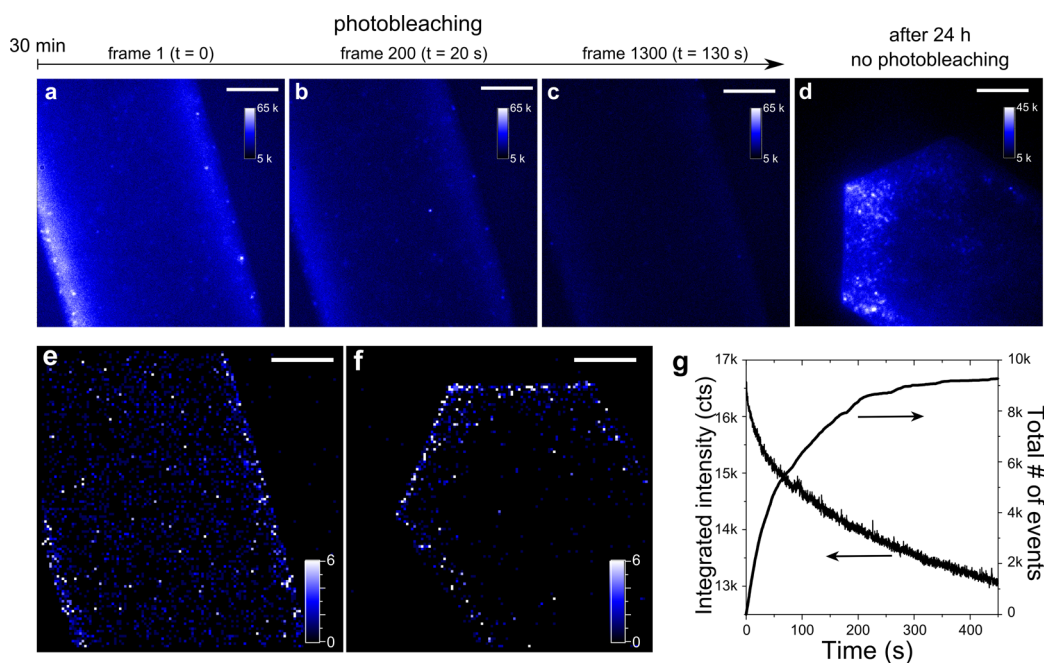 photobleaching
30 min
frame 1 (t = 0)
frame 200 (t = 20 s)
frame 1300 (t = 130 s)
after 24 h
no photobleaching
a
65 k
5 k
b
65 k
5 k
c
65 k
5 k
d
45 k
5 k
e
6
0
f
6
0
g
17k
16k
15k
14k
13k
Integrated intensity (cts)
10k
8k
6k
4k
2k
0
Total # of
events
0
100
200
300
400
Time (s)